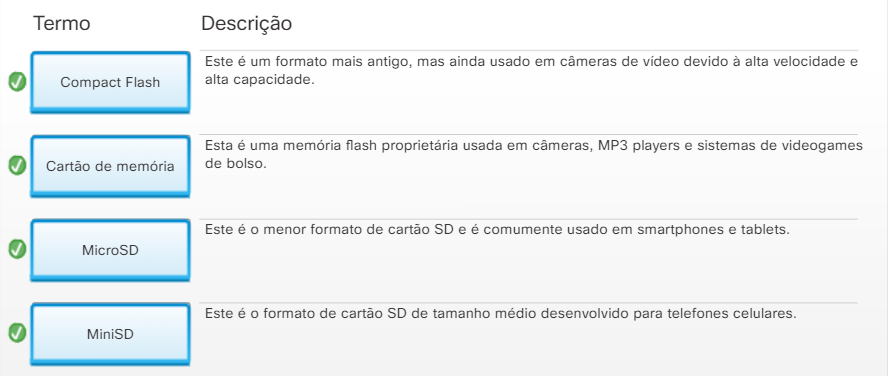 Termo
Descrição
Compact Flash
Este é um formato mais antigo, mas ainda usado em câmeras de vídeo devido à alta velocidade e
alta capacidade.
Cartão de memória
Esta é uma memória flash proprietária usada em câmeras, MP3 players e sistemas de videogames
de bolso.
MicroSD
Este é o menor formato de cartão SD e é comumente usado em smartphones e tablets.
MiniSD
Este é o formato de cartão SD de tamanho médio desenvolvido para telefones celulares.